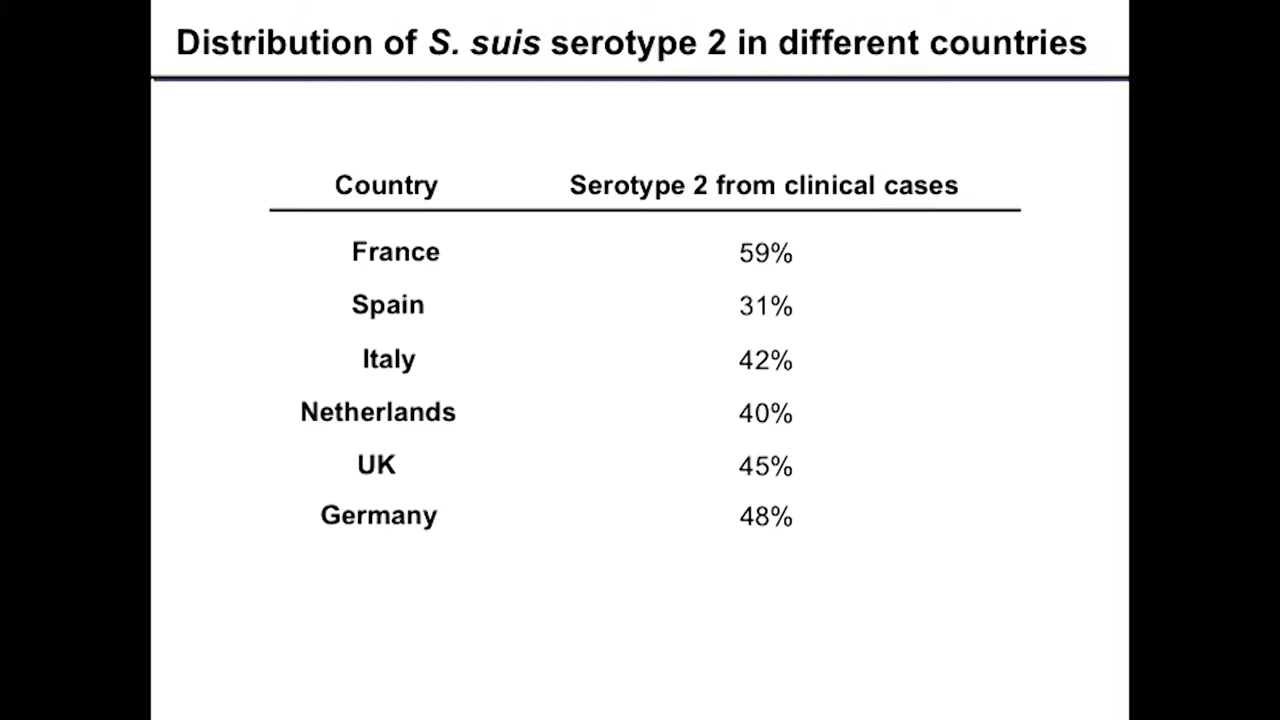 Distribution of S. suis serotype 2 in different countries
Country Serotype 2 from clinical cases
France 59%
Spain 31%
Italy 42%
Netherlands 40%
UK 45%
Germany 48%